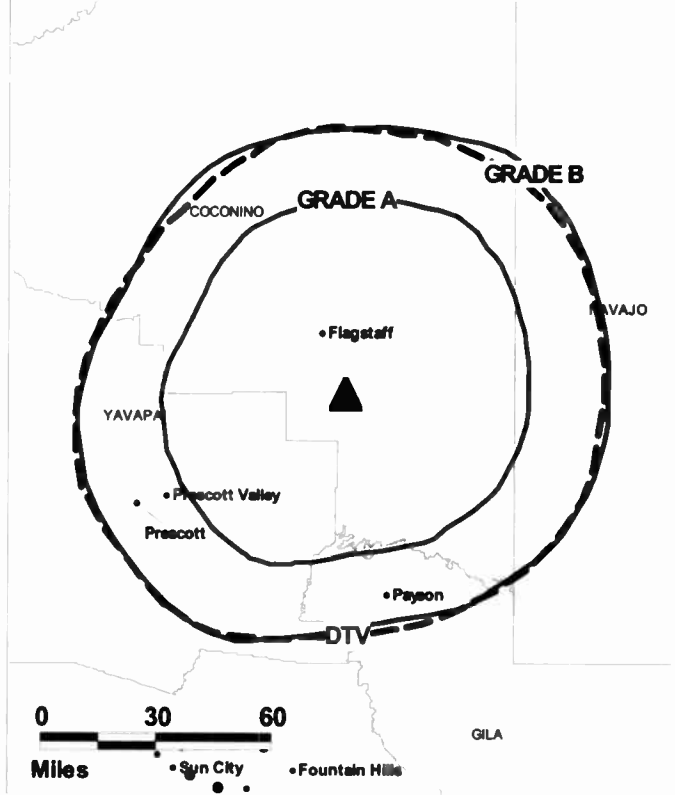 GRADE B
GRADE A
COCONINO
NAVAJO
Flagstaff
YAVAPA
Prescott Valley
Prescott
Payson
DTV
0 30 60
GILA
Miles
Sun City
Fountain Hills